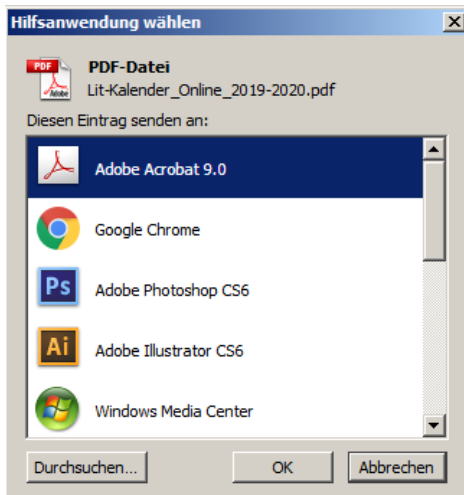 Hilfsanwendung wählen
PDF
Adobe
PDF-Datei
Lit-Kalender_Online_2019-2020.pdf
Diesen Eintrag senden an:
Adobe Acrobat 9.0
Google Chrome
Ps
Adobe Photoshop CS6
Ai
Adobe Illustrator CS6
Windows Media Center
Durchsuchen...
OK
Abbrechen